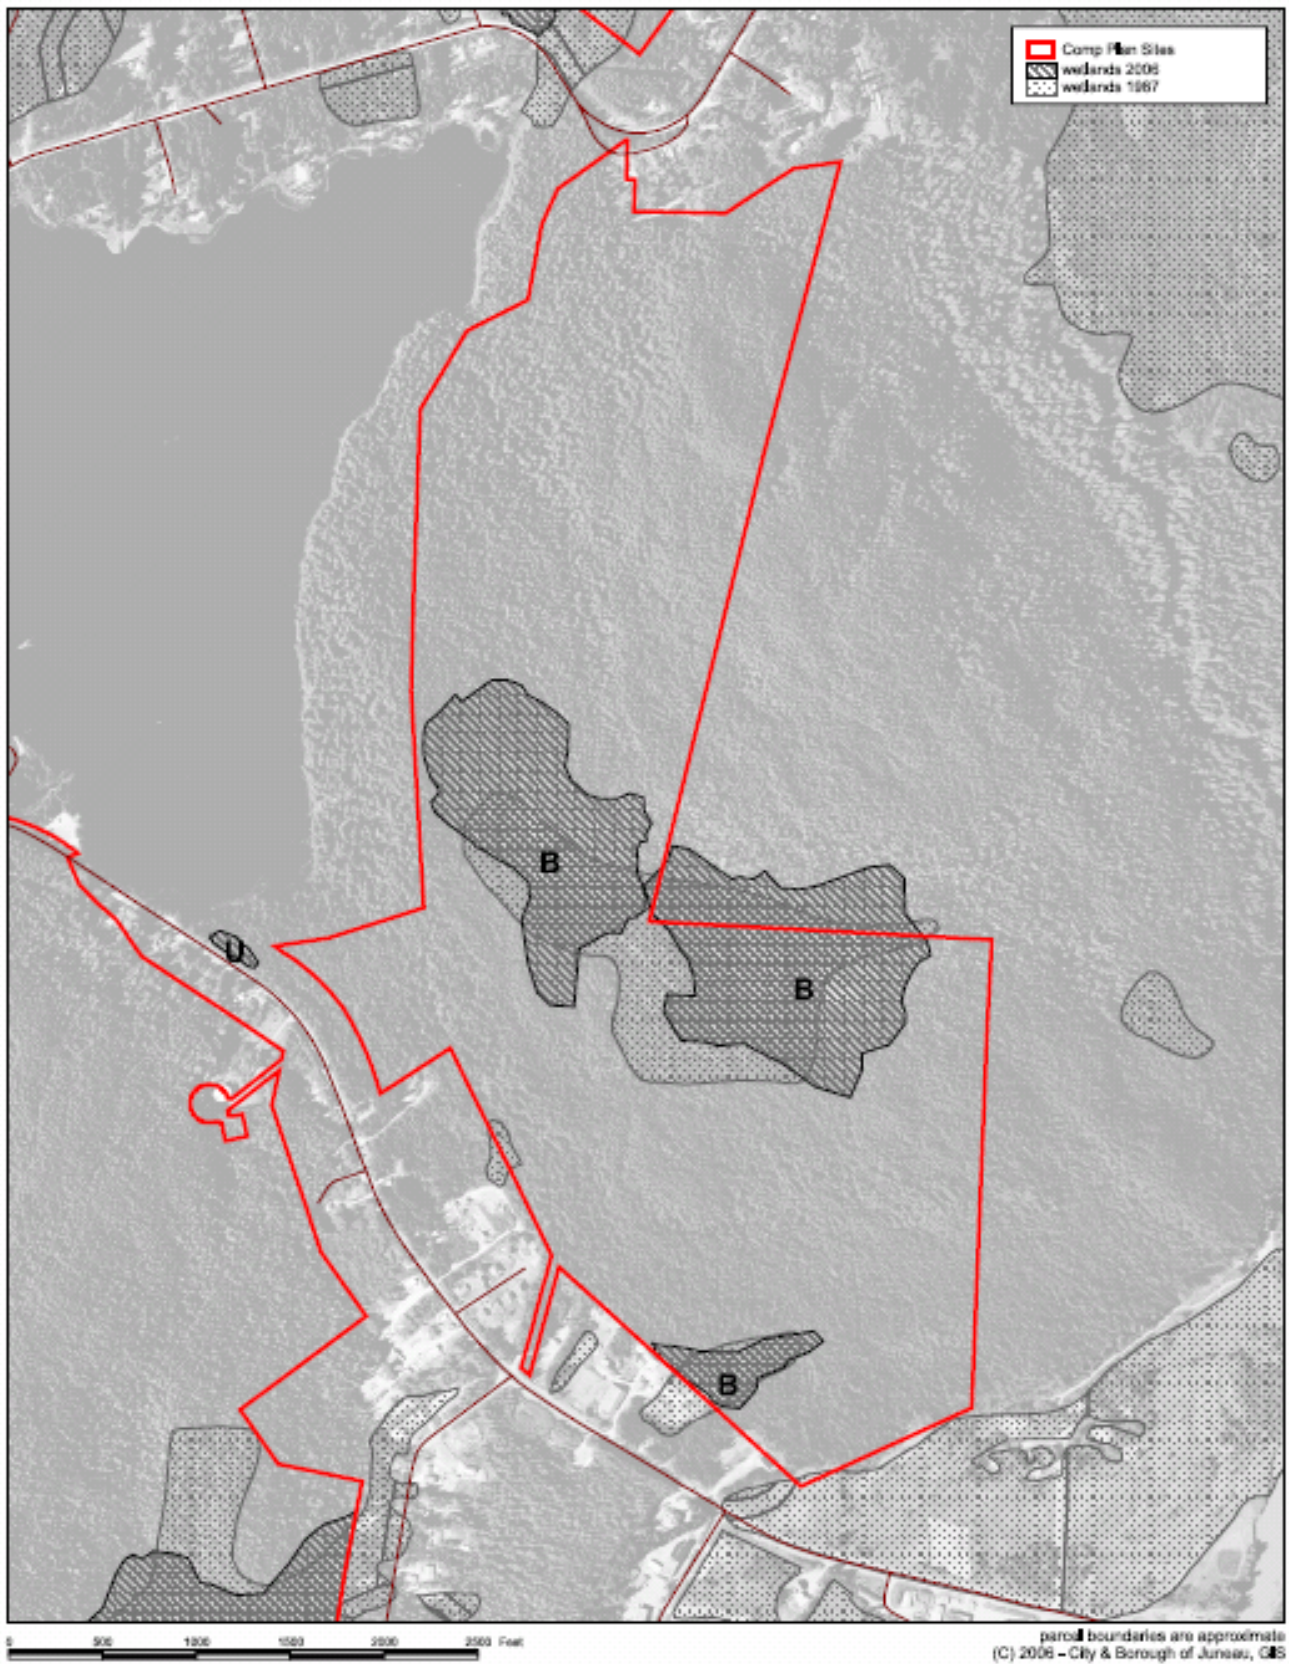 Comp Plan Sites
wetlands 2006
wetlands 1987
B
U
B
B
0 500 1000 1500 2000 2500 Feet
parcel boundaries are approximate
(C) 2006 - City & Borough of Juneau, GIS